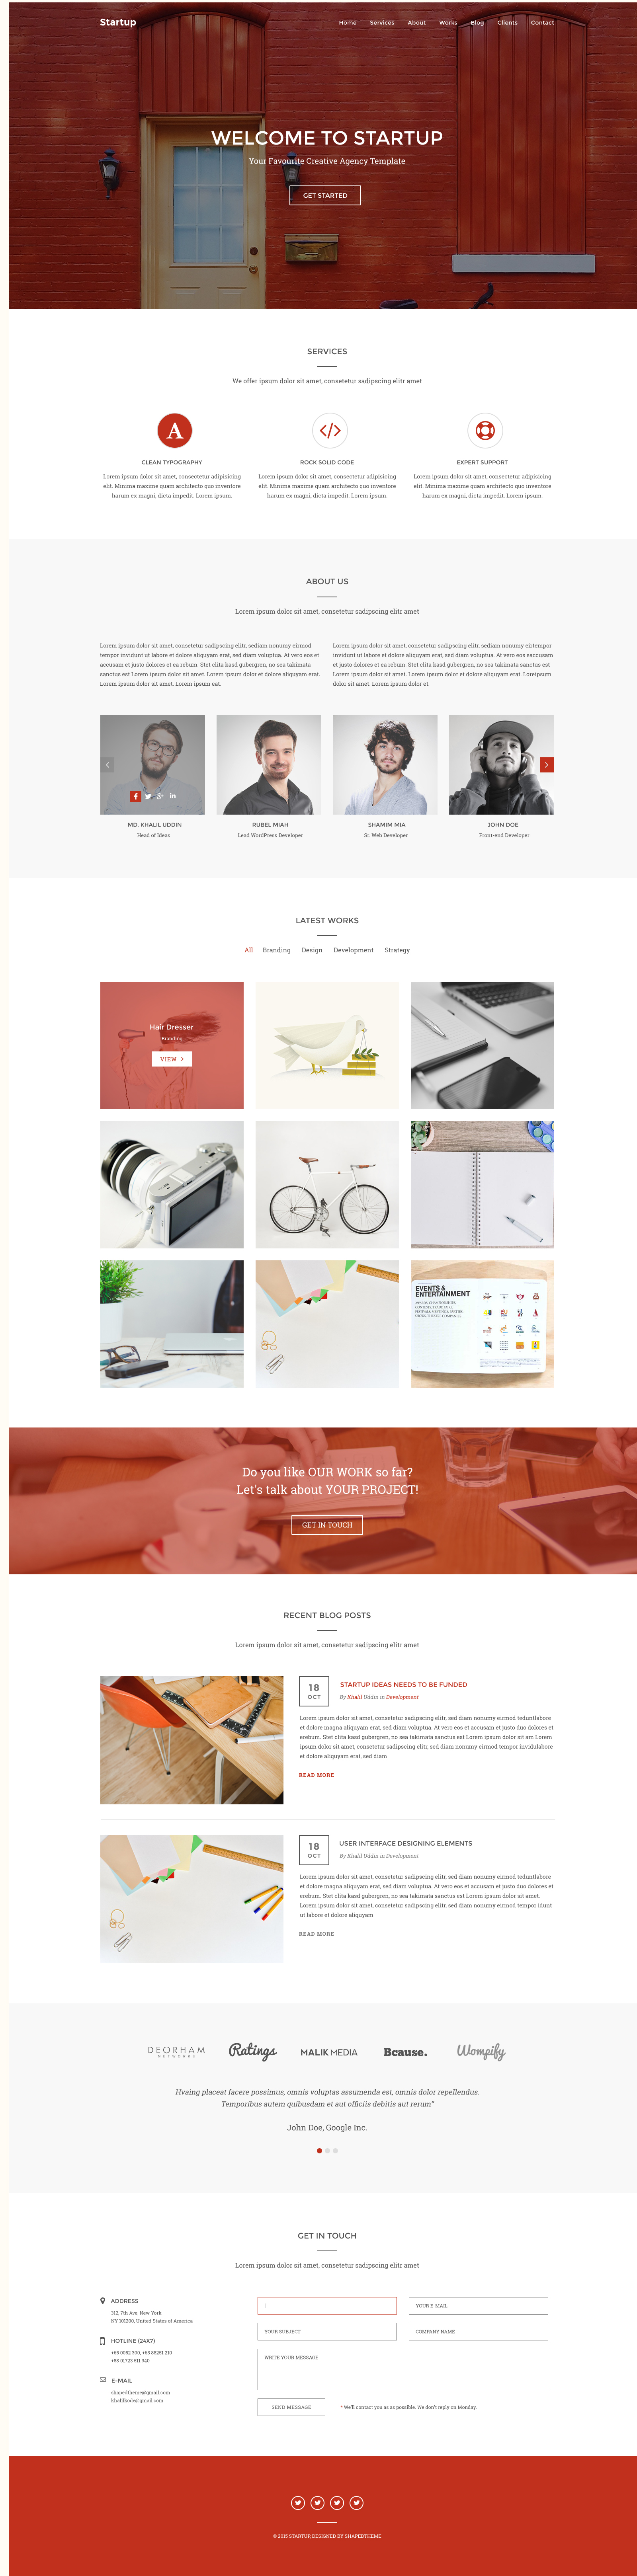 Startup
Home Services About Works Blog Clients Contact
WELCOME TO STARTUP
Your Favourite Creative Agency Template
GET STARTED
SERVICES
We offer ipsum dolor sit amet, consetetur sadipscing elitr amet
A
CLEAN TYPOGRAPHY
Lorem ipsum dolor sit amet, consectetur adipisicing
elit. Minima maxime quam architecto quo inventore
harum ex magni, dicta impedit. Lorem ipsum.
</>
ROCK SOLID CODE
Lorem ipsum dolor sit amet, consectetur adipisicing
elit. Minima maxime quam architecto quo inventore
harum ex magni, dicta impedit. Lorem ipsum.
EXPERT SUPPORT
Lorem ipsum dolor sit amet, consectetur adipisicing
elit. Minima maxime quam architecto quo inventore
harum ex magni, dicta impedit. Lorem ipsum.
ABOUT US
Lorem ipsum dolor sit amet, consetetur sadipscing elitr amet
Lorem ipsum dolor sit amet, consetetur sadipscing elitr, sediam nonumy eirmod
tempor invidunt ut labore et dolore aliquyam erat, sed diam voluptua. At vero eos et
accusam et justo dolores et ea rebum. Stet clita kasd gubergren, no sea takimata
sanctus est Lorem ipsum dolor sit amet. Lorem ipsum dolor et dolore aliquyam erat.
Lorem ipsum dolor sit amet. Lorem ipsum eat.
Lorem ipsum dolor sit amet, consetetur sadipscing elitr, sediam nonumy eirtempor
invidunt ut labore et dolore aliquyam erat, sed diam voluptua. At vero eos eaccusam
et justo dolores et ea rebum. Stet clita kasd gubergren, no sea takimata sanctus est
Lorem ipsum dolor sit amet. Lorem ipsum dolor et dolore aliquyam erat. Loreipsum
dolor sit amet. Lorem ipsum dolor et.
MD. KHALIL UDDIN
Head of Ideas
RUBEL MIAH
Lead WordPress Developer
SHAMIM MIA
Sr. Web Developer
JOHN DOE
Front-end Developer
LATEST WORKS
All Branding Design Development Strategy
Hair Dresser
Branding
VIEW
EVENTS &
ENTERTAINMENT
Do you like OUR WORK so far?
Let's talk about YOUR PROJECT!
GET IN TOUCH
RECENT BLOG POSTS
Lorem ipsum dolor sit amet, consetetur sadipscing elitr amet
18
OCT
STARTUP IDEAS NEEDS TO BE FUNDED
By Khalil Uddin in Development
Lorem ipsum dolor sit amet, consetetur sadipscing elitr, sed diam nonumy eirmod teduntlabore
et dolore magna aliquyam erat, sed diam voluptua. At vero eos et accusam et justo duo dolores et
erebum. Stet clita kasd gubergren, no sea takimata sanctus est Lorem ipsum dolor sit am Lorem
ipsum dolor sit amet, consetetur sadipscing elitr, sed diam nonumy eirmod tempor invidulabore
et dolore aliquyam erat, sed diam
READ MORE
18
OCT
USER INTERFACE DESIGNING ELEMENTS
By Khalil Uddin in Development
Lorem ipsum dolor sit amet, consetetur sadipscing elitr, sed diam nonumy eirmod teduntlabore
et dolore magna aliquyam erat, sed diam voluptua. At vero eos et accusam et justo duo dolores et
erebum. Stet clita kasd gubergren, no sea takimata sanctus est Lorem ipsum dolor sit amet.
Lorem ipsum dolor sit amet, consetetur sadipscing elitr, sed diam nonumy eirmod tempor idunt
ut labore et dolore aliquyam
READ MORE
DEORHAM
NETWORKS
Ratings
MALIK MEDIA
Bcause.
Wompify
Hvaing placeat facere possimus, omnis voluptas assumenda est, omnis dolor repellendus.
Temporibus autem quibusdam et aut officiis debitis aut rerum"
John Doe, Google Inc.
GET IN TOUCH
Lorem ipsum dolor sit amet, consetetur sadipscing elitr amet
ADDRESS
312, 7th Ave, New York
NY 101200, United States of America
HOTLINE (24X7)
+65 0052 300, +65 88251 210
+88 01723 511 340
E-MAIL
shapedtheme@gmail.com
khalilkode@gmail.com
YOUR E-MAIL
YOUR SUBJECT
COMPANY NAME
WRITE YOUR MESSAGE
SEND MESSAGE
* We'll contact you as as possible. We don't reply on Monday.
© 2015 STARTUP, DESIGNED BY SHAPEDTHEME